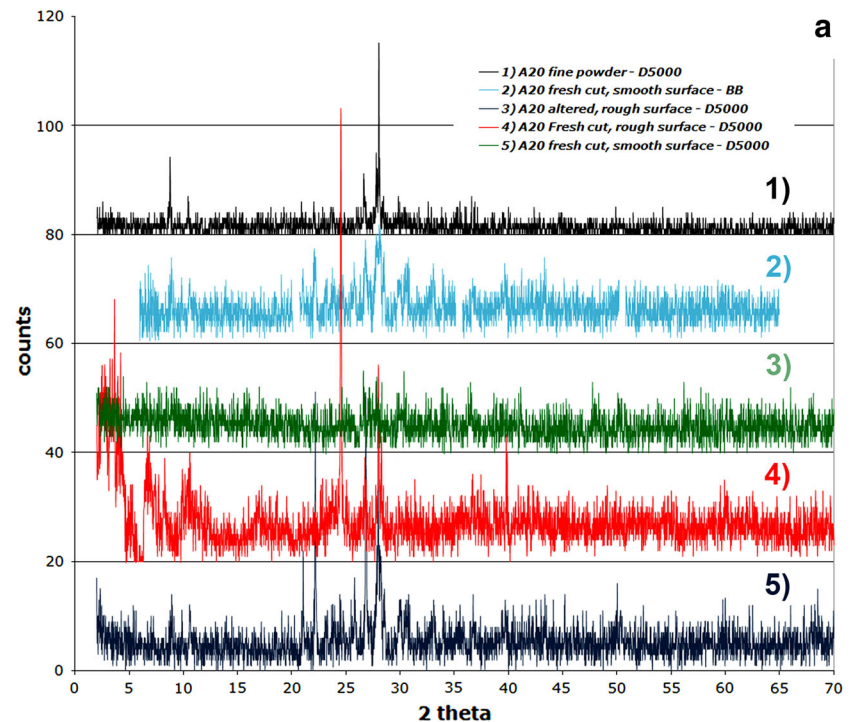 a
120
100
80
60
40
20
0
counts
1) A20 fine powder - D5000
2) A20 fresh cut, smooth surface - BB
3) A20 altered, rough surface - D5000
4) A20 Fresh cut, rough surface - D5000
5) A20 fresh cut, smooth surface - D5000
1)
2)
3)
4)
5)
0 5 10 15 20 25 30 35 40 45 50 55 60 65 70
2 theta